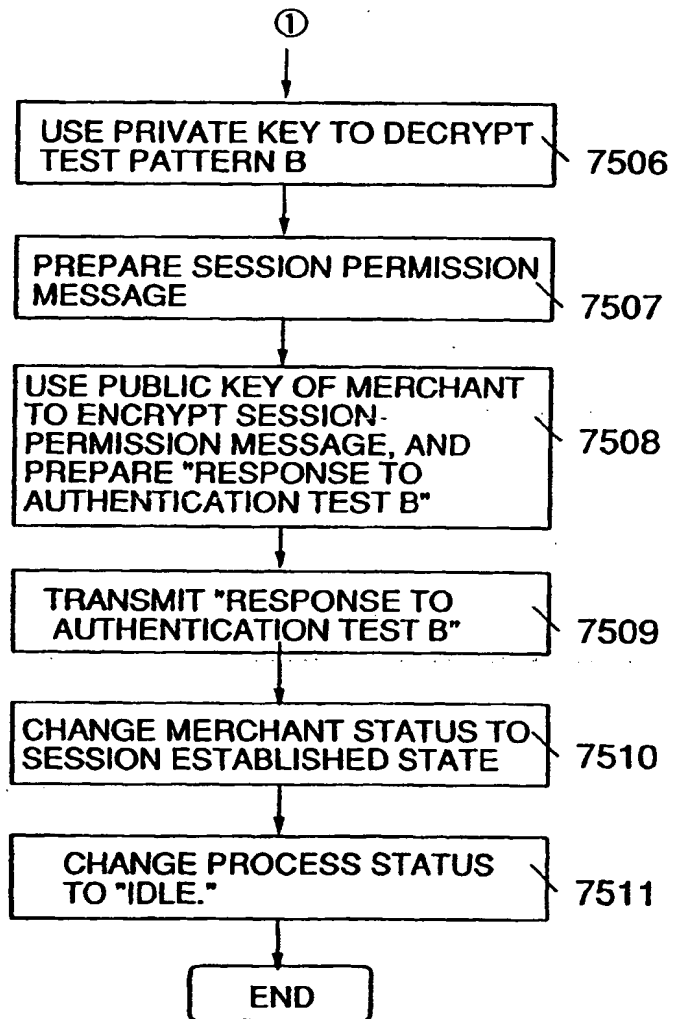 ①
USE PRIVATE KEY TO DECRYPT
TEST PATTERN B
7506
PREPARE SESSION PERMISSION
MESSAGE
7507
USE PUBLIC KEY OF MERCHANT
TO ENCRYPT SESSION-
PERMISSION MESSAGE, AND
PREPARE "RESPONSE TO
AUTHENTICATION TEST B"
7508
TRANSMIT "RESPONSE TO
AUTHENTICATION TEST B"
7509
CHANGE MERCHANT STATUS TO
SESSION ESTABLISHED STATE
7510
CHANGE PROCESS STATUS
TO "IDLE."
7511
END